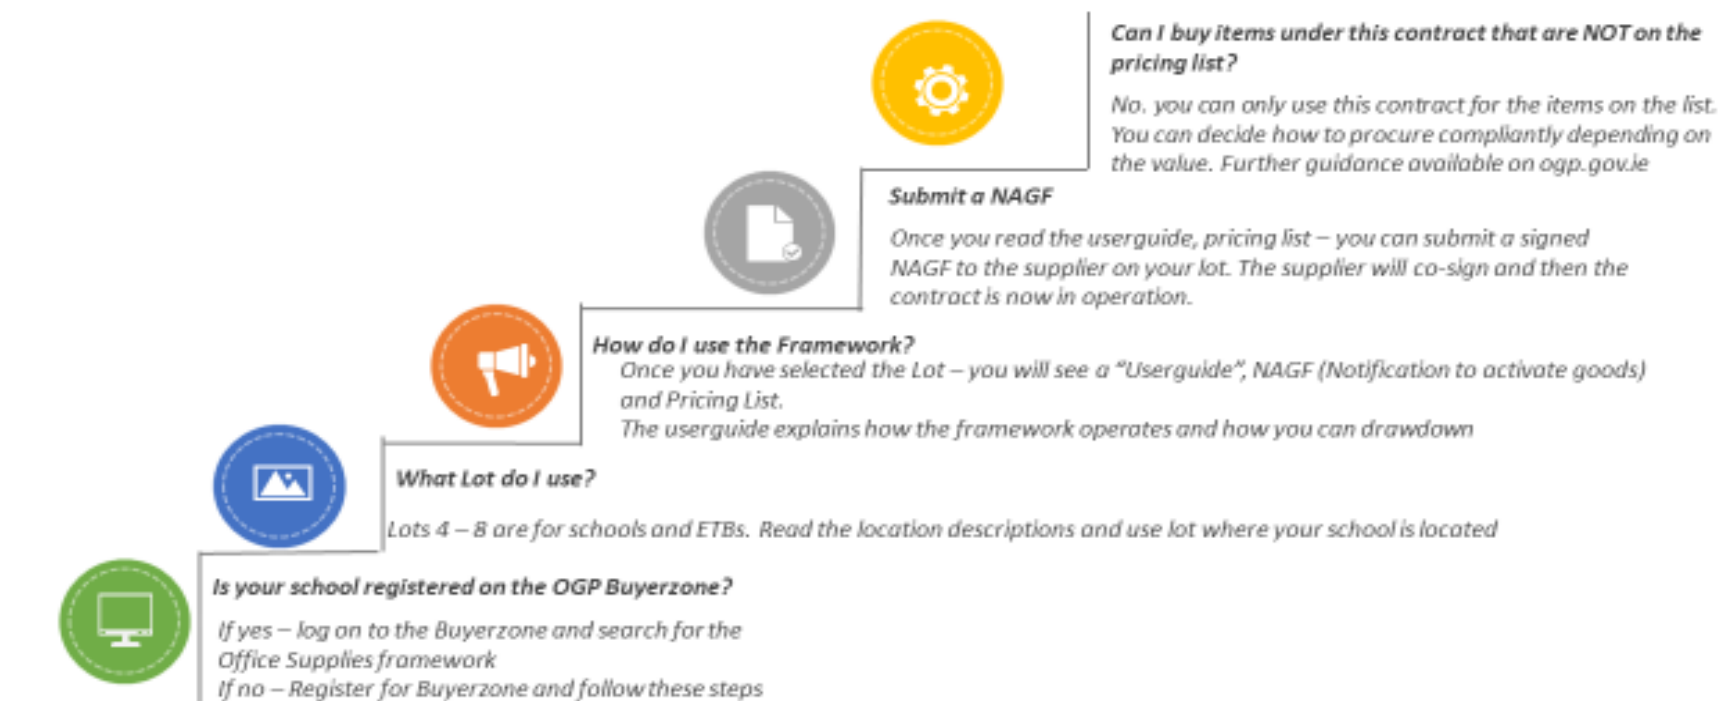 Can I buy items under this contract that are NOT on the
pricing list?
No. you can only use this contract for the items on the list.
You can decide how to procure compliantly depending on
the value. Further guidance available on ogp.gov.ie
Submit a NAGF
Once you read the userguide, pricing list – you can submit a signed
NAGF to the supplier on your lot. The supplier will co-sign and then the
contract is now in operation.
How do I use the Framework?
Once you have selected the Lot – you will see a “Userguide”, NAGF (Notification to activate goods)
and Pricing List.
The userguide explains how the framework operates and how you can drawdown
What Lot do I use?
Lots 4 – 8 are for schools and ETBs. Read the location descriptions and use lot where your school is located
Is your school registered on the OGP Buyerzone?
If yes – log on to the Buyerzone and search for the
Office Supplies framework
If no – Register for Buyerzone and follow these steps